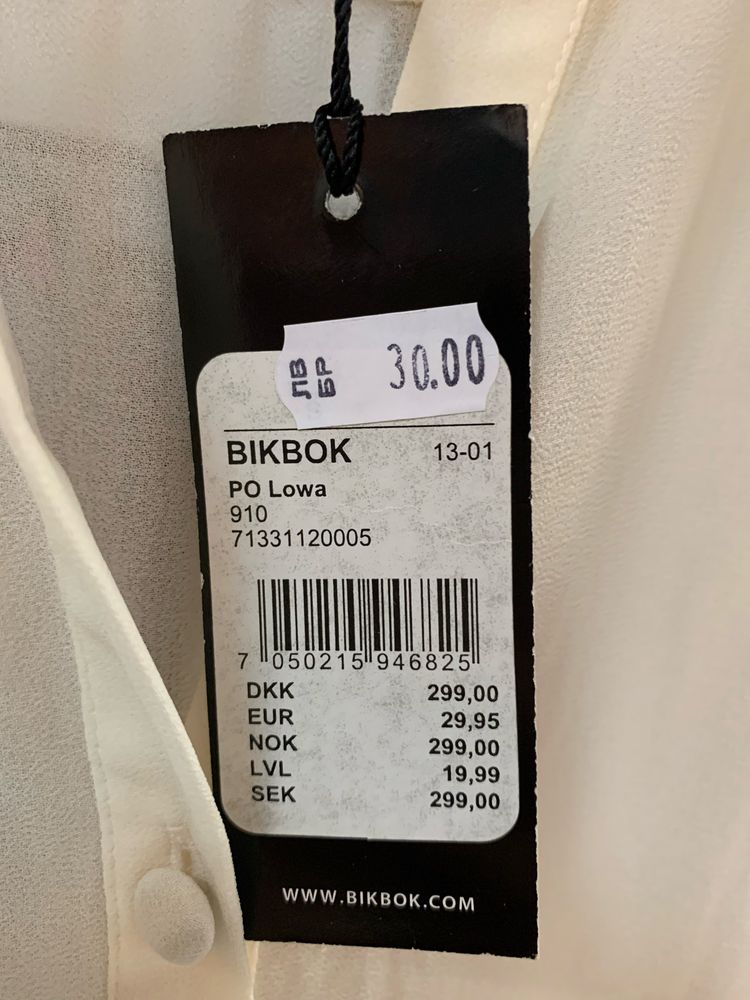 ЛВ
БР
30.00
BIKBOK 13-01
PO Lowa
910
71331120005
7 050215 946825
DKK 299,00
EUR 29,95
NOK 299,00
LVL 19,99
SEK 299,00
WWW.BIKBOK.COM